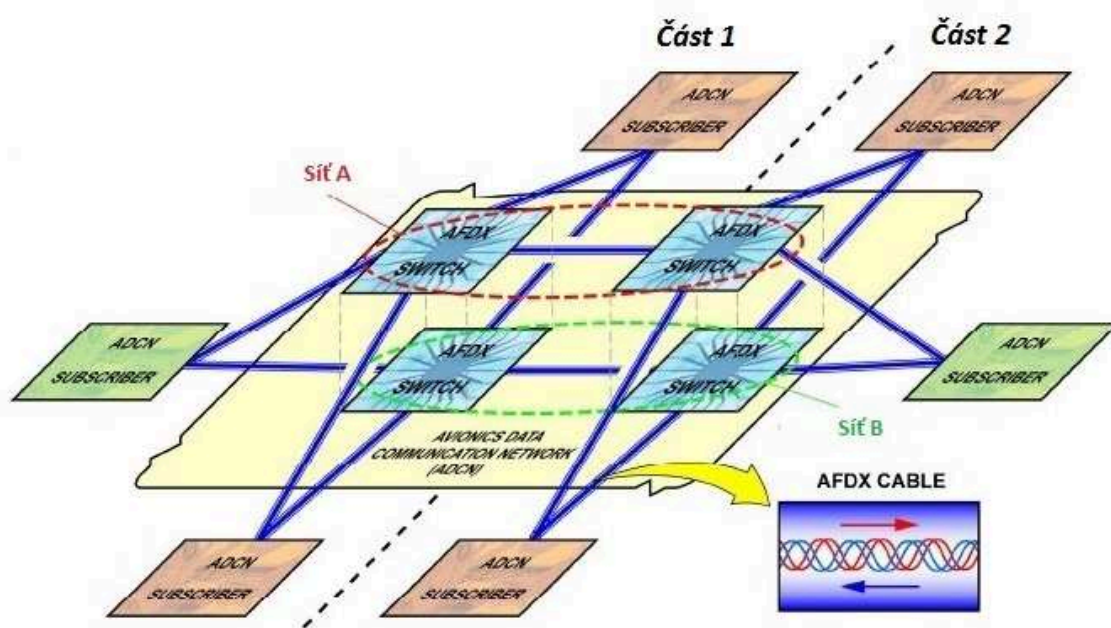 Část 1
Část 2
ADCN
SUBSCRIBER
ADCN
SUBSCRIBER
Síť A
AFDX
SWITCH
AFDX
SWITCH
ADCN
SUBSCRIBER
AFDX
SWITCH
AFDX
SWITCH
ADCN
SUBSCRIBER
Síť B
AVIONICS DATA
COMMUNICATION NETWORK
(ADCN)
AFDX CABLE
ADCN
SUBSCRIBER
ADCN
SUBSCRIBER